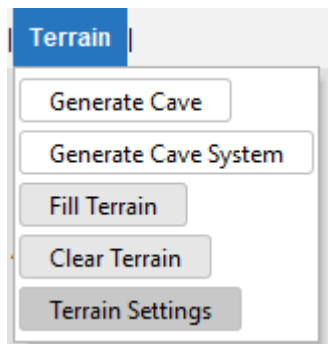 Terrain
Generate Cave
Generate Cave System
Fill Terrain
Clear Terrain
Terrain Settings